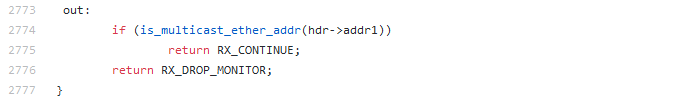 2773 out:
2774 if (is_multicast_ether_addr(hdr->addr1))
2775 return RX_CONTINUE;
2776 return RX_DROP_MONITOR;
2777 }